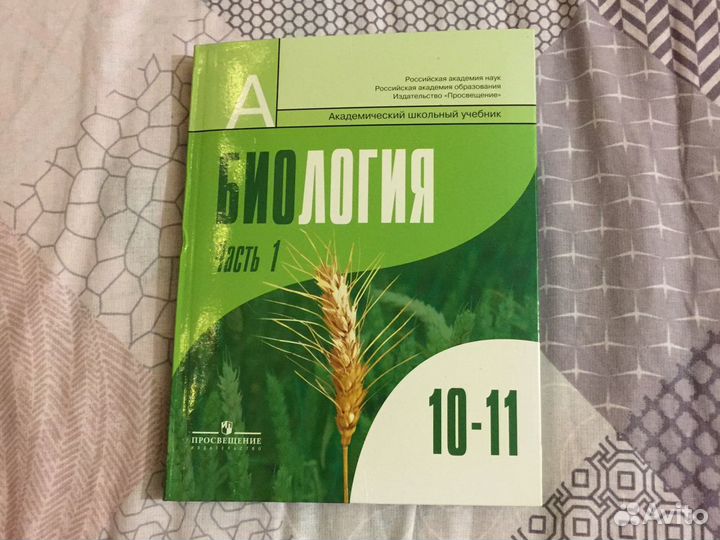 А
Российская академия наук
Российская академия образования
Издательство «Просвещение»
Академический школьный учебник
БИОЛОГИЯ
Часть 1
10-11
ПРОСВЕЩЕНИЕ
ИЗДАТЕЛЬСТВО
Avito